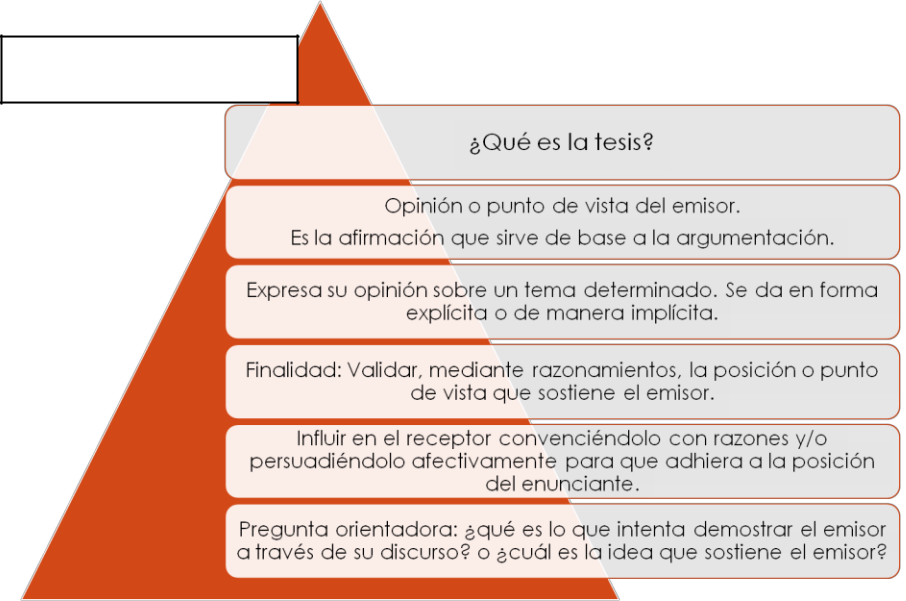 ¿Qué es la tesis?
Opinión o punto de vista del emisor.
Es la afirmación que sirve de base a la argumentación.
Expresa su opinión sobre un tema determinado. Se da en forma
explícita o de manera implícita.
Finalidad: Validar, mediante razonamientos, la posición o punto
de vista que sostiene el emisor.
Influir en el receptor convenciéndolo con razones y/o
persuadiéndolo afectivamente para que adhiera a la posición
del enunciante.
Pregunta orientadora: ¿qué es lo que intenta demostrar el emisor
a través de su discurso? o ¿cuál es la idea que sostiene el emisor?